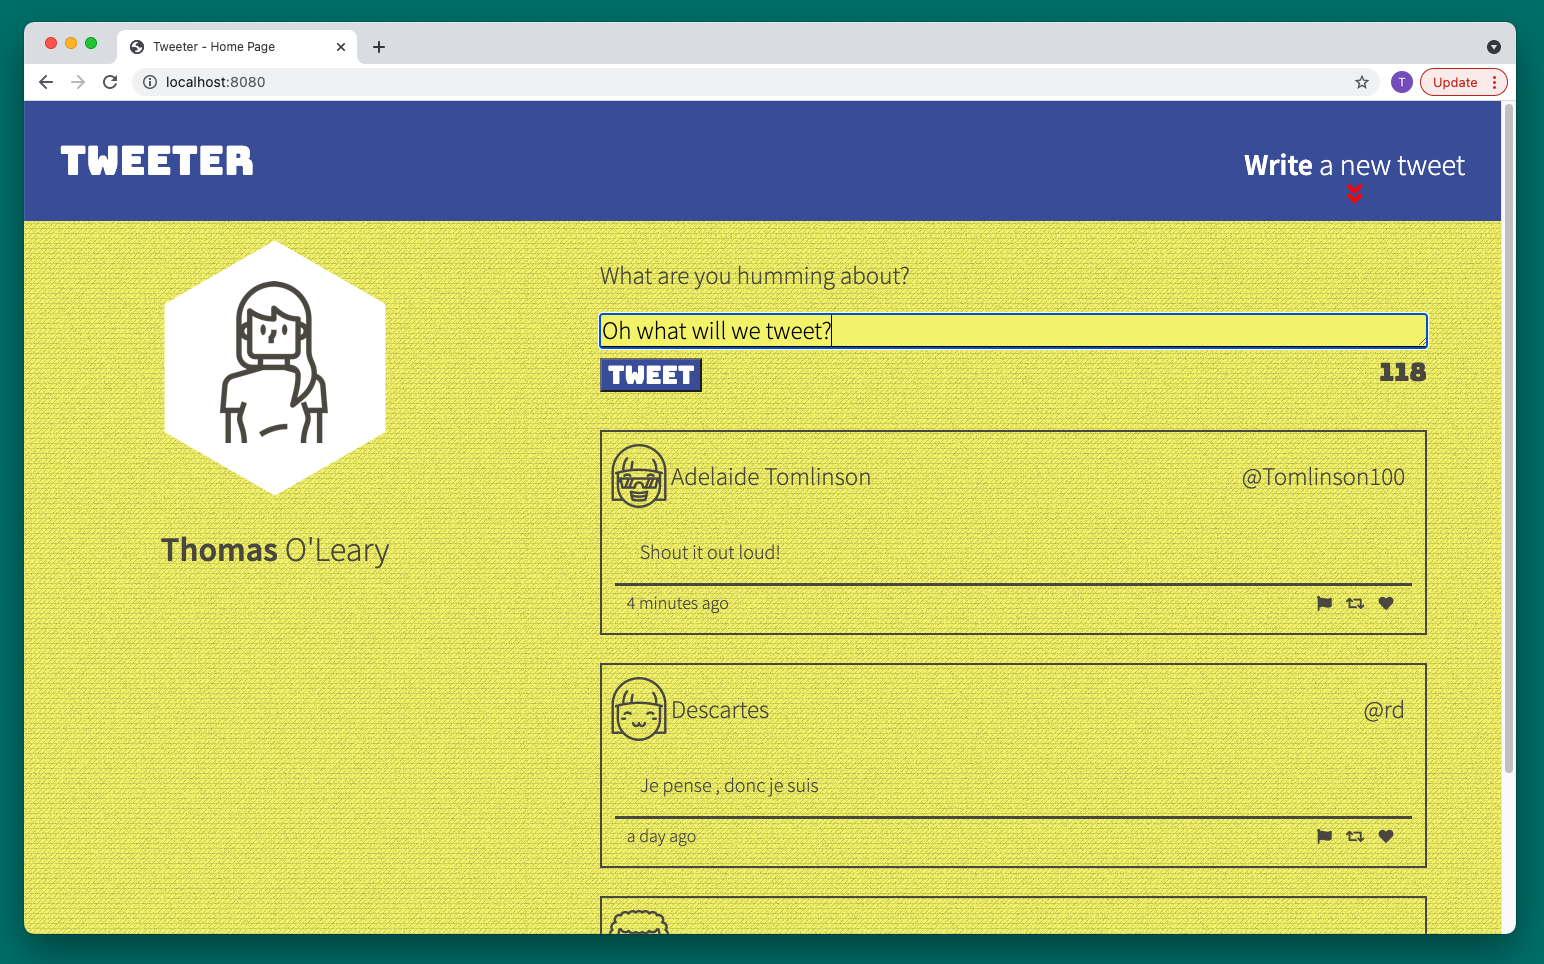 Tweeter - Home Page
localhost:8080
T
Update
TWEETER
Write a new tweet
What are you humming about?
Oh what will we tweet?
TWEET
118
Adelaide Tomlinson
@Tomlinson100
Shout it out loud!
4 minutes ago
Thomas O'Leary
Descartes
@rd
Je pense , donc je suis
a day ago